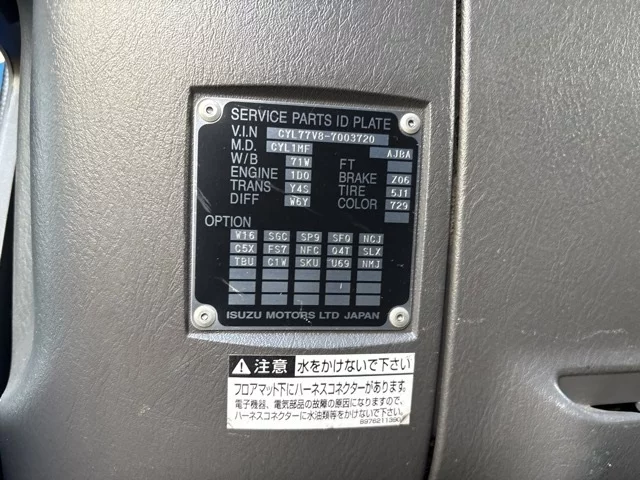 SERVICE PARTS ID PLATE
V.I.N CYL77V8-7003720
M.D. CYL1MF AJBA
W/B 71W FT
ENGINE 1D0 BRAKE Z06
TRANS Y4S TIRE 5J1
DIFF W6Y COLOR 729
OPTION
W16 SGC SP9 SFQ NCJ
C5X FS7 NFC Q4T SLX
TBU C1W SKU U69 NMJ
ISUZU MOTORS LTD JAPAN
注意 水をかけないで下さい
フロアマット下にハーネスコネクターがあります。
電子機器、電気部品の故障の原因になりますので、
ハーネスコネクターに水油類等をかけないで下さい。